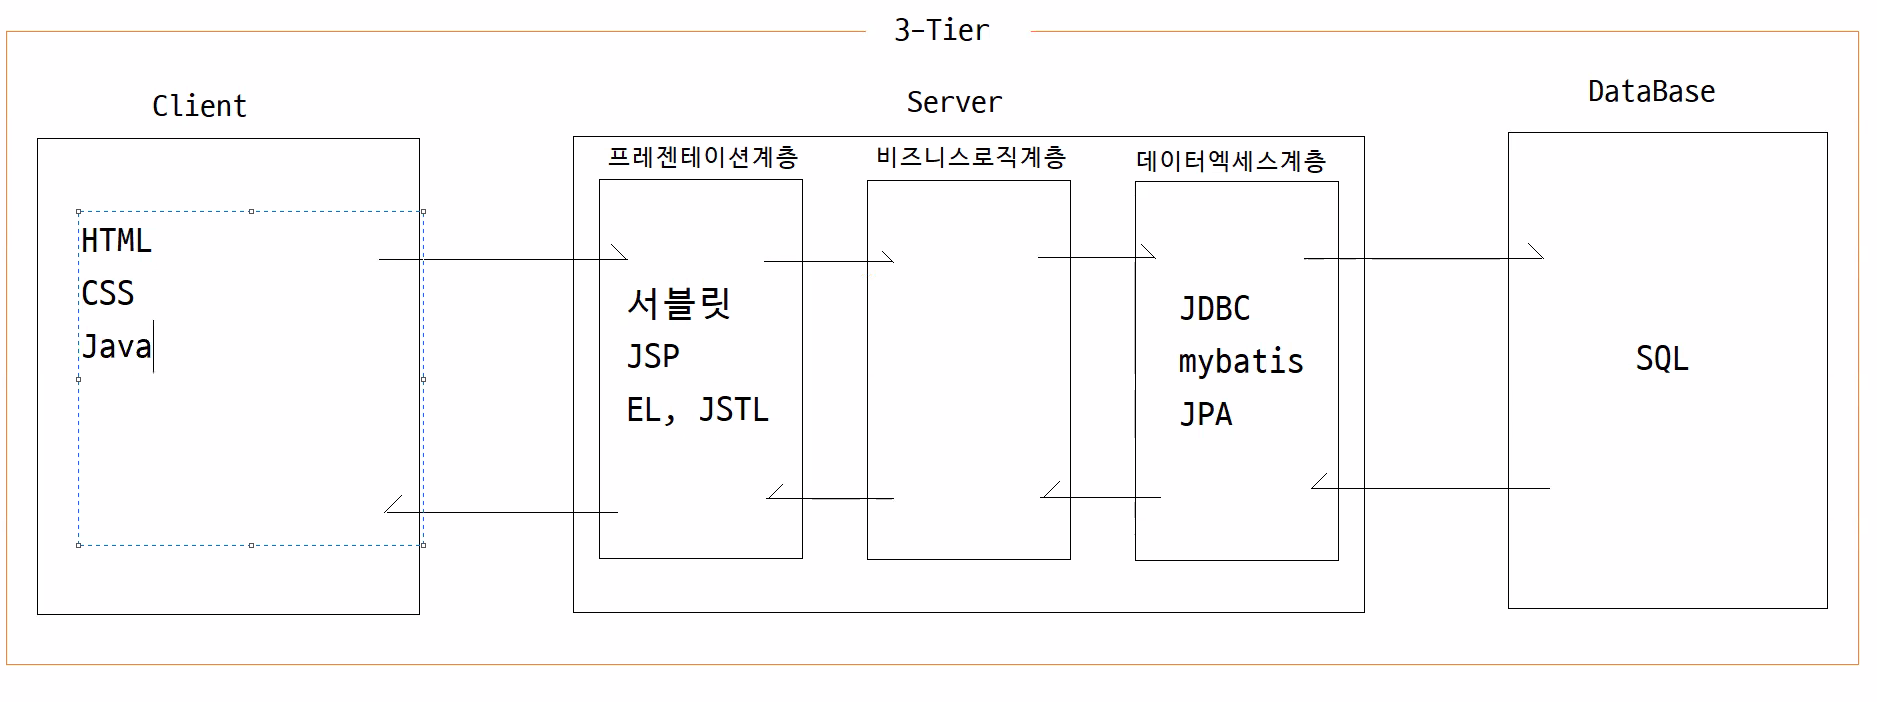 3-Tier
Client
Server
DataBase
프레젠테이션계층
비즈니스로직계층
데이터엑세스계층
HTML
CSS
Java
서블릿
JSP
EL, JSTL
JDBC
mybatis
JPA
SQL